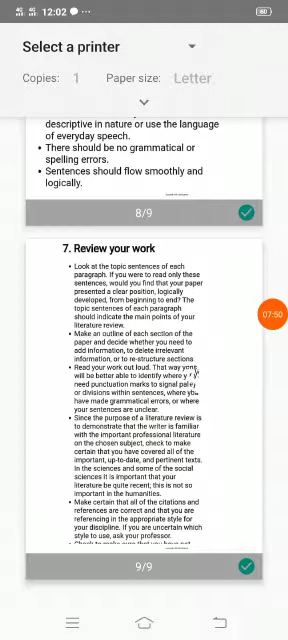 4G 4G 12:02 ... 60
Select a printer
Copies: 1 Paper size: Letter
descriptive in nature or use the language
of everyday speech.
• There should be no grammatical or
spelling errors.
• Sentences should flow smoothly and
logically.
8/9
7. Review your work
• Look at the topic sentences of each
paragraph. If you were to read only these
sentences, would you find that your paper
presented a clear position, logically
developed, from beginning to end? The
topic sentences of each paragraph
should indicate the main points of your
literature review.
• Make an outline of each section of the
paper and decide whether you need to
add information, to delete irrelevant
information, or to re-structure sections.
• Read your work out loud. That way
will be better able to identify where
need punctuation marks to signal
or divisions within sentences, where
have made grammatical errors, or where
your sentences are unclear.
• Since the purpose of a literature review is
to demonstrate that the writer is familiar
with the important professional literature
on the chosen subject, check to make
certain that you have covered all of the
important, up-to-date, and pertinent texts.
In the sciences and some of the social
sciences it is important that your
literature be quite recent; this is not so
important in the humanities.
• Make certain that all of the citations and
references are correct and that you are
referencing in the appropriate style for
your discipline. If you are uncertain which
style to use, ask your professor.
• Check to make sure that you have not
9/9
07:50